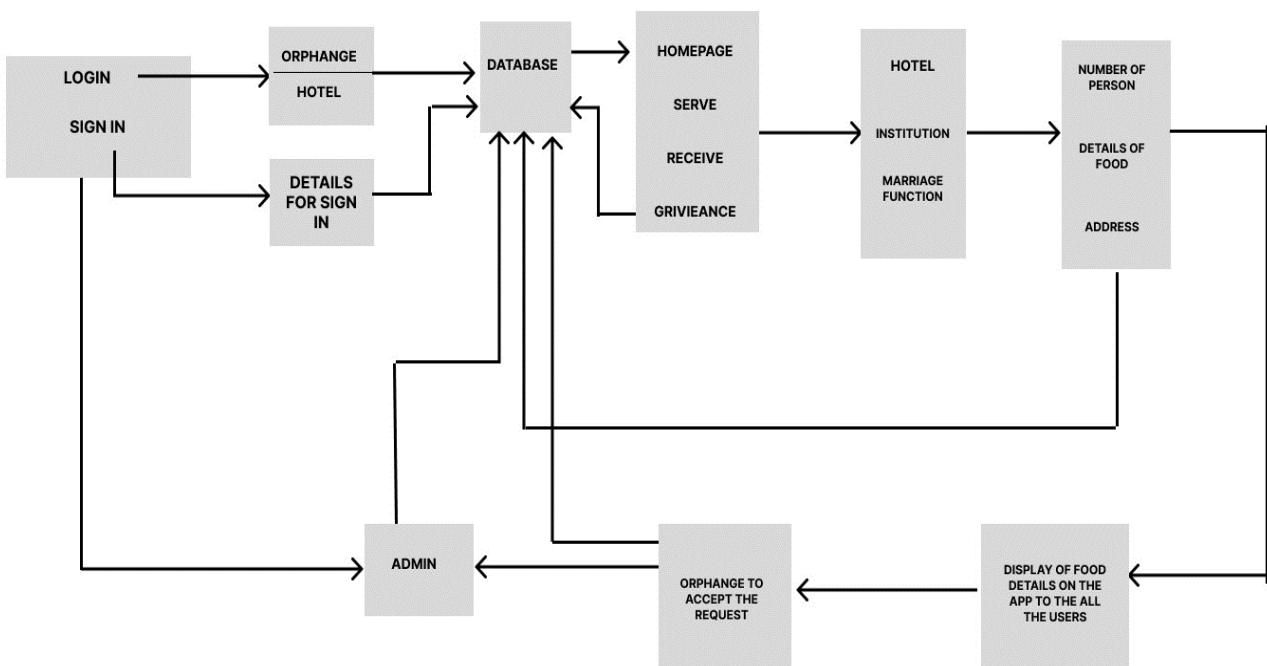 LOGIN
SIGN IN
ORPHANGE
HOTEL
DETAILS
FOR SIGN
IN
DATABASE
HOMEPAGE
SERVE
RECEIVE
GRIVIEANCE
HOTEL
INSTITUTION
MARRIAGE
FUNCTION
NUMBER OF
PERSON
DETAILS OF
FOOD
ADDRESS
ADMIN
ORPHANGE TO
ACCEPT THE
REQUEST
DISPLAY OF FOOD
DETAILS ON THE
APP TO THE ALL
THE USERS